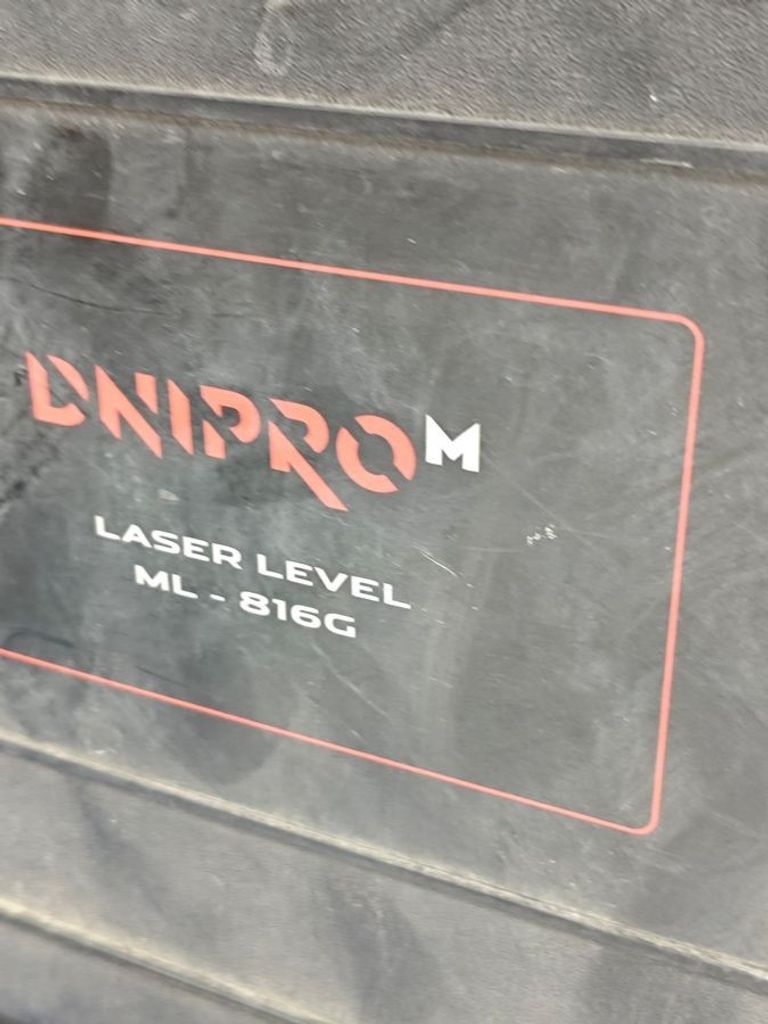 DNIPRO M
LASER LEVEL
ML - 816G